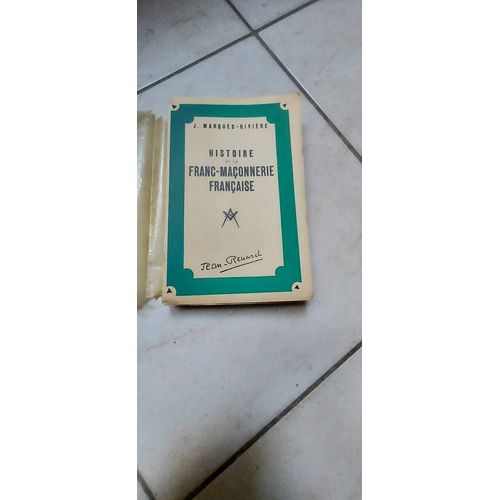 J. MARQUÈS-RIVIÈRE
HISTOIRE
DE LA
FRANC-MAÇONNERIE
FRANÇAISE
Jean-Renard